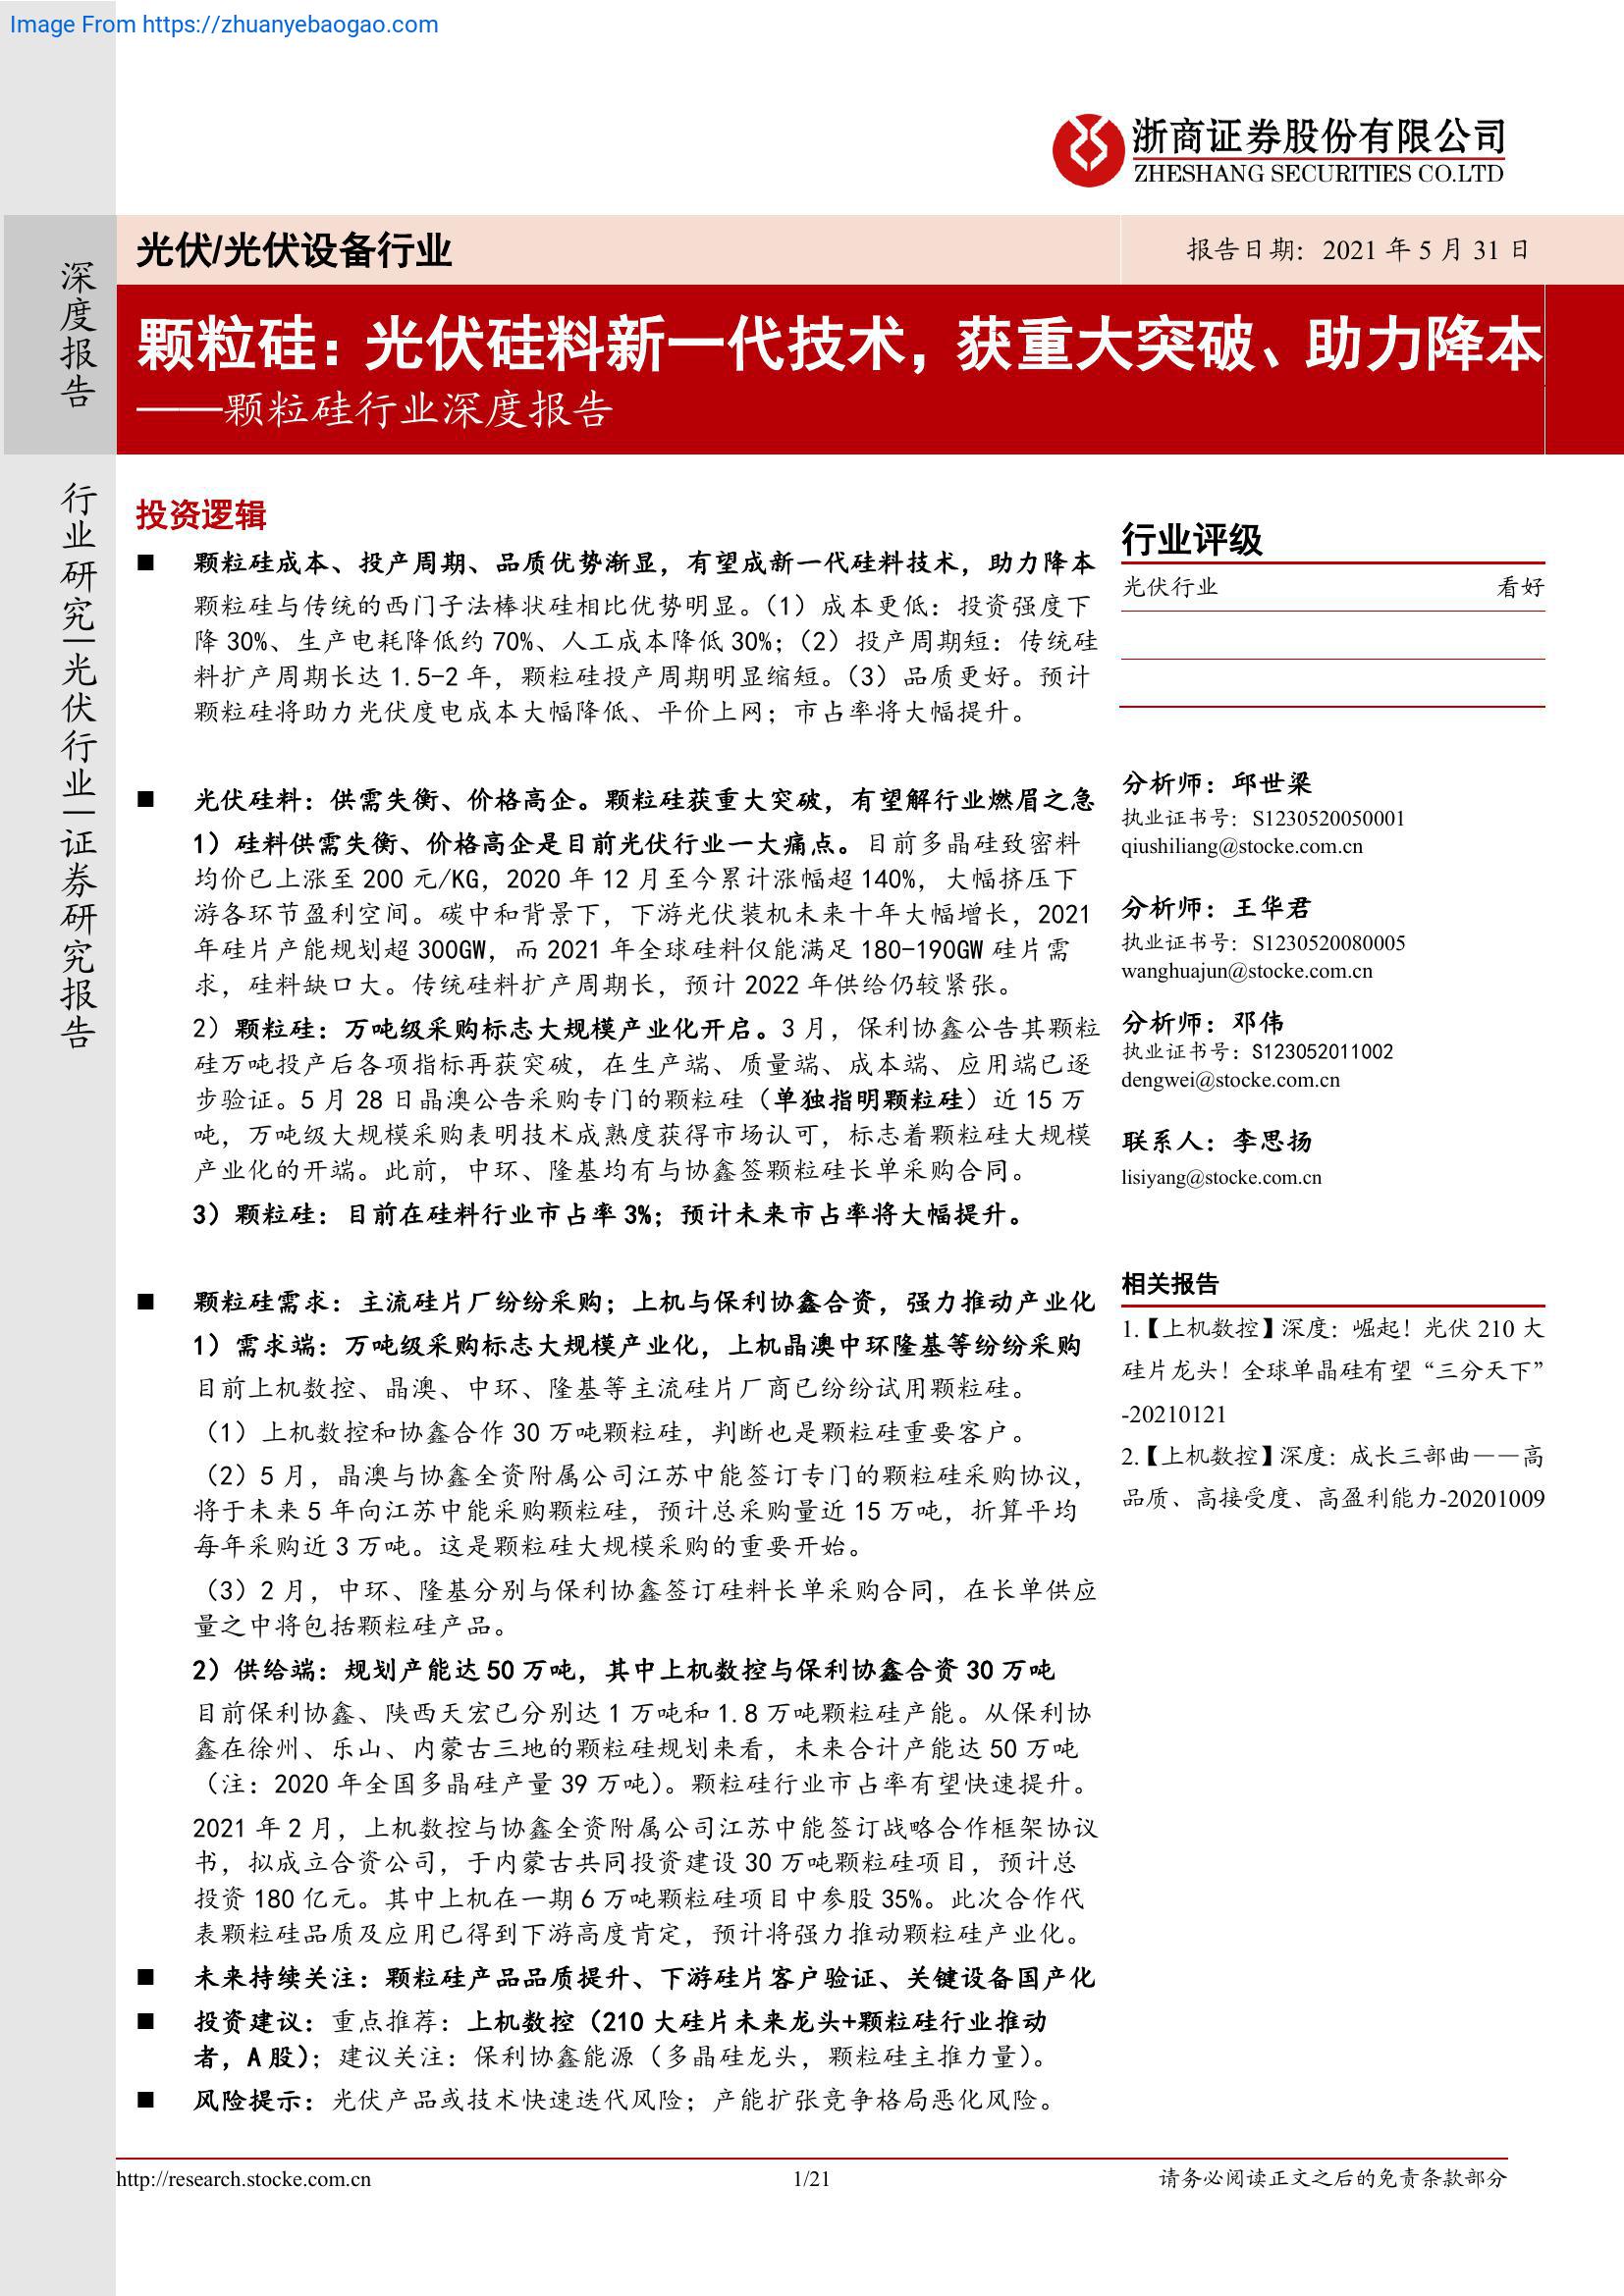 Image From https://zhuanyebaogao.com
浙商证券股份有限公司
ZHESHANG SECURITIES CO.LTD
深度报告
行业研究|光伏行业|证券研究报告
光伏/光伏设备行业
报告日期：2021 年 5 月 31 日
颗粒硅：光伏硅料新一代技术，获重大突破、助力降本
——颗粒硅行业深度报告
投资逻辑
■ 颗粒硅成本、投产周期、品质优势渐显，有望成新一代硅料技术，助力降本
颗粒硅与传统的西门子法棒状硅相比优势明显。（1）成本更低：投资强度下
降 30%、生产电耗降低约 70%、人工成本降低 30%；（2）投产周期短：传统硅
料扩产周期长达 1.5-2 年，颗粒硅投产周期明显缩短。（3）品质更好。预计
颗粒硅将助力光伏度电成本大幅降低、平价上网；市占率将大幅提升。
■ 光伏硅料：供需失衡、价格高企。颗粒硅获重大突破，有望解行业燃眉之急
1）硅料供需失衡、价格高企是目前光伏行业一大痛点。目前多晶硅致密料
均价已上涨至 200 元/KG，2020 年 12 月至今累计涨幅超 140%，大幅挤压下
游各环节盈利空间。碳中和背景下，下游光伏装机未来十年大幅增长，2021
年硅片产能规划超 300GW，而 2021 年全球硅料仅能满足 180-190GW 硅片需
求，硅料缺口大。传统硅料扩产周期长，预计 2022 年供给仍较紧张。
2）颗粒硅：万吨级采购标志大规模产业化开启。3 月，保利协鑫公告其颗粒
硅万吨投产后各项指标再获突破，在生产端、质量端、成本端、应用端已逐
步验证。5 月 28 日晶澳公告采购专门的颗粒硅（单独指明颗粒硅）近 15 万
吨，万吨级大规模采购表明技术成熟度获得市场认可，标志着颗粒硅大规模
产业化的开端。此前，中环、隆基均有与协鑫签颗粒硅长单采购合同。
3）颗粒硅：目前在硅料行业市占率 3%；预计未来市占率将大幅提升。
■ 颗粒硅需求：主流硅片厂纷纷采购；上机与保利协鑫合资，强力推动产业化
1）需求端：万吨级采购标志大规模产业化，上机晶澳中环隆基等纷纷采购
目前上机数控、晶澳、中环、隆基等主流硅片厂商已纷纷试用颗粒硅。
（1）上机数控和协鑫合作 30 万吨颗粒硅，判断也是颗粒硅重要客户。
（2）5 月，晶澳与协鑫全资附属公司江苏中能签订专门的颗粒硅采购协议，
将于未来 5 年向江苏中能采购颗粒硅，预计总采购量近 15 万吨，折算平均
每年采购近 3 万吨。这是颗粒硅大规模采购的重要开始。
（3）2 月，中环、隆基分别与保利协鑫签订硅料长单采购合同，在长单供应
量之中将包括颗粒硅产品。
2）供给端：规划产能达 50 万吨，其中上机数控与保利协鑫合资 30 万吨
目前保利协鑫、陕西天宏已分别达 1 万吨和 1.8 万吨颗粒硅产能。从保利协
鑫在徐州、乐山、内蒙古三地的颗粒硅规划来看，未来合计产能达 50 万吨
（注：2020 年全国多晶硅产量 39 万吨）。颗粒硅行业市占率有望快速提升。
2021 年 2 月，上机数控与协鑫全资附属公司江苏中能签订战略合作框架协议
书，拟成立合资公司，于内蒙古共同投资建设 30 万吨颗粒硅项目，预计总
投资 180 亿元。其中上机在一期 6 万吨颗粒硅项目中参股 35%。此次合作代
表颗粒硅品质及应用已得到下游高度肯定，预计将强力推动颗粒硅产业化。
■ 未来持续关注：颗粒硅产品品质提升、下游硅片客户验证、关键设备国产化
■ 投资建议：重点推荐：上机数控（210 大硅片未来龙头+颗粒硅行业推动
者，A 股）；建议关注：保利协鑫能源（多晶硅龙头，颗粒硅主推力量）。
■ 风险提示：光伏产品或技术快速迭代风险；产能扩张竞争格局恶化风险。
行业评级
光伏行业 看好
分析师：邱世梁
执业证书号：S1230520050001
qiushiliang@stocke.com.cn
分析师：王华君
执业证书号：S1230520080005
wanghuajun@stocke.com.cn
分析师：邓伟
执业证书号：S123052011002
dengwei@stocke.com.cn
联系人：李思扬
lisiyang@stocke.com.cn
相关报告
1.【上机数控】深度：崛起！光伏 210 大
硅片龙头！全球单晶硅有望“三分天下”
-20210121
2.【上机数控】深度：成长三部曲——高
品质、高接受度、高盈利能力-20201009
http://research.stocke.com.cn
1/21
请务必阅读正文之后的免责条款部分